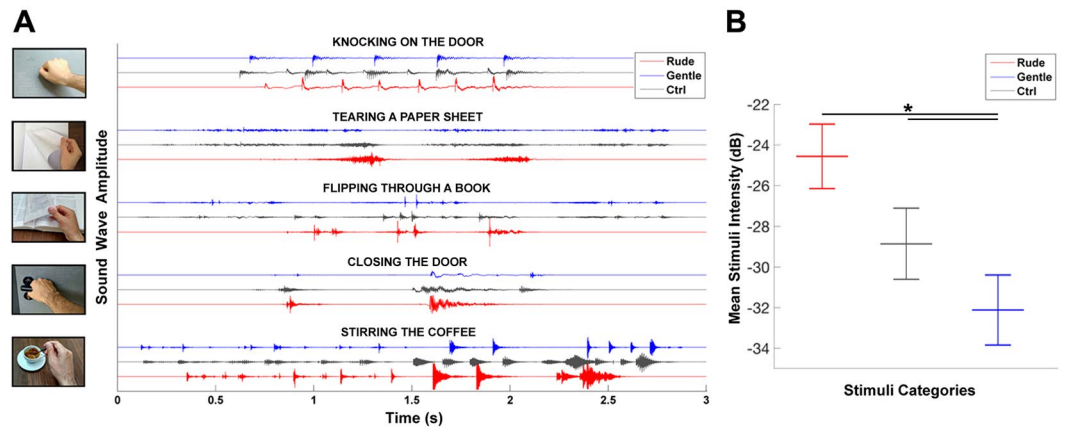 A
B
KNOCKING ON THE DOOR
Rude
Gentle
Ctrl
TEARING A PAPER SHEET
FLIPPING THROUGH A BOOK
CLOSING THE DOOR
STIRRING THE COFFEE
Sound Wave Amplitude
0 0.5 1 1.5 2 2.5 3
Time (s)
Rude
Gentle
Ctrl
*
-22
-24
-26
-28
-30
-32
-34
Mean Stimuli Intensity (dB)
Stimuli Categories